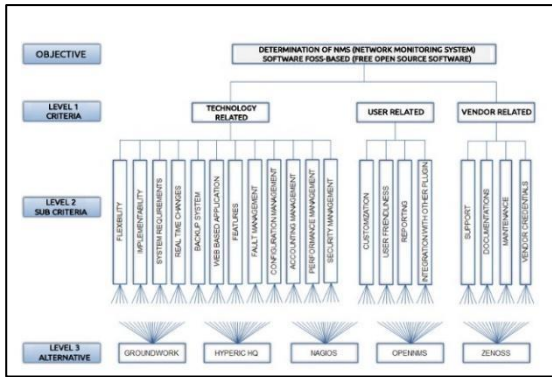 OBJECTIVE
DETERMINATION OF NMS (NETWORK MONITORING SYSTEM)
SOFTWARE FOSS-BASED (FREE OPEN SOURCE SOFTWARE)
LEVEL 1
CRITERIA
TECHNOLOGY
RELATED
USER RELATED
VENDOR RELATED
LEVEL 2
SUB CRITERIA
FLEXIBILITY
IMPLEMENTABILITY
SYSTEM REQUIREMENTS
REAL TIME CHANGES
BACKUP SYSTEM
WEB BASED APPLICATION
FEATURES
FAULT MANAGEMENT
CONFIGURATION MANAGEMENT
ACCOUNTING MANAGEMENT
PERFORMANCE MANAGEMENT
SECURITY MANAGEMENT
CUSTOMIZATION
USER FRIENDLINESS
REPORTING
INTEGRATION WITH OTHER PLUGIN
SUPPORT
DOCUMENTATIONS
MAINTENANCE
VENDOR CREDENTIALS
LEVEL 3
ALTERNATIVE
GROUNDWORK
HYPERIC HQ
NAGIOS
OPENNMS
ZENOSS